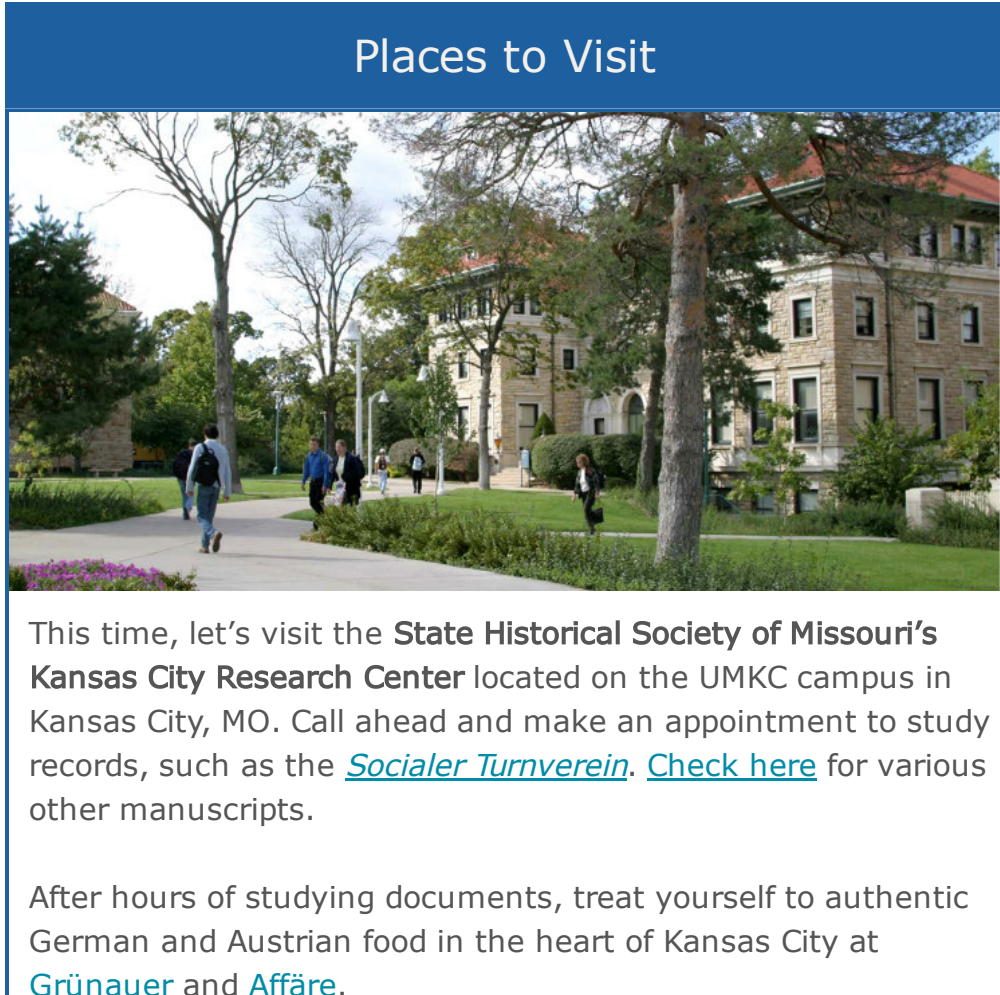 Places to Visit
This time, let’s visit the State Historical Society of Missouri’s
Kansas City Research Center located on the UMKC campus in
Kansas City, MO. Call ahead and make an appointment to study
records, such as the Socialer Turnverein. Check here for various
other manuscripts.
After hours of studying documents, treat yourself to authentic
German and Austrian food in the heart of Kansas City at
Grünauer and Affäre.